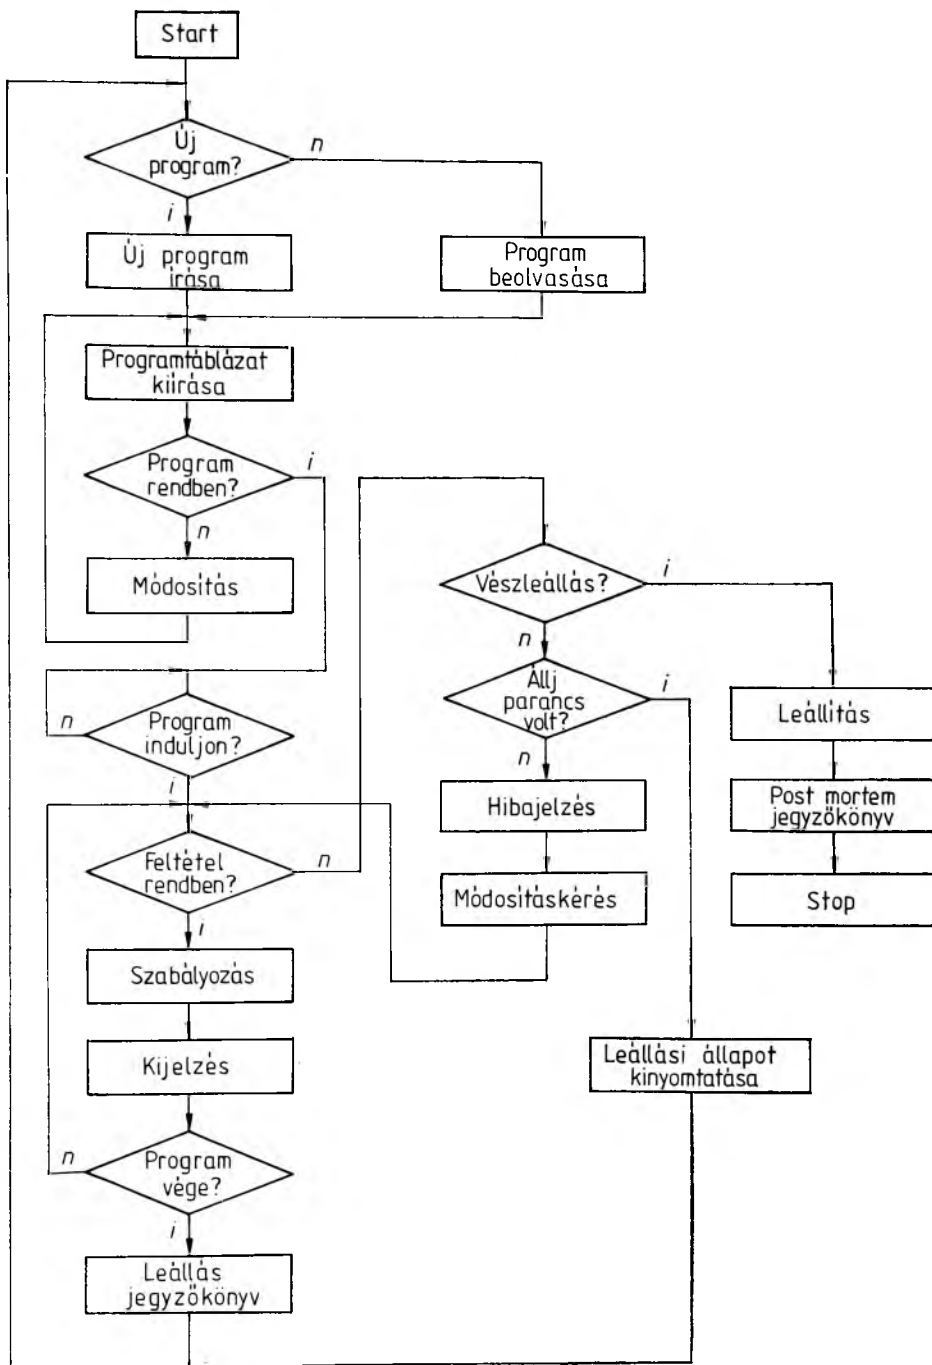 Start
Új
program?
n
i
Új program
írása
Program
beolvasása
Programtáblázat
kiírása
Program
rendben?
i
n
Módosítás
Program
induljon?
n
i
Feltétel
rendben?
n
i
Szabályozás
Kijelzés
Program
vége?
n
i
Leállás
jegyzőkönyv
Vészleállás?
i
n
Állj
parancs
volt?
i
n
Hibajelzés
Módosításkérés
Leállítás
Post mortem
jegyzőkönyv
Stop
Leállási állapot
kinyomtatása